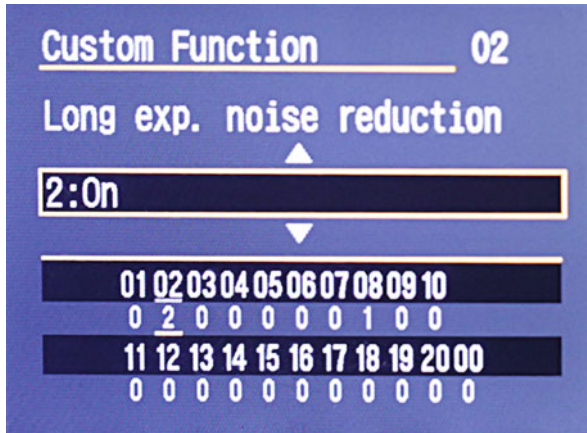 Custom Function 02
Long exp. noise reduction
2:On
01 02 03 04 05 06 07 08 09 10
0 2 0 0 0 0 0 1 0 0
11 12 13 14 15 16 17 18 19 20 00
0 0 0 0 0 0 0 0 0 0 0